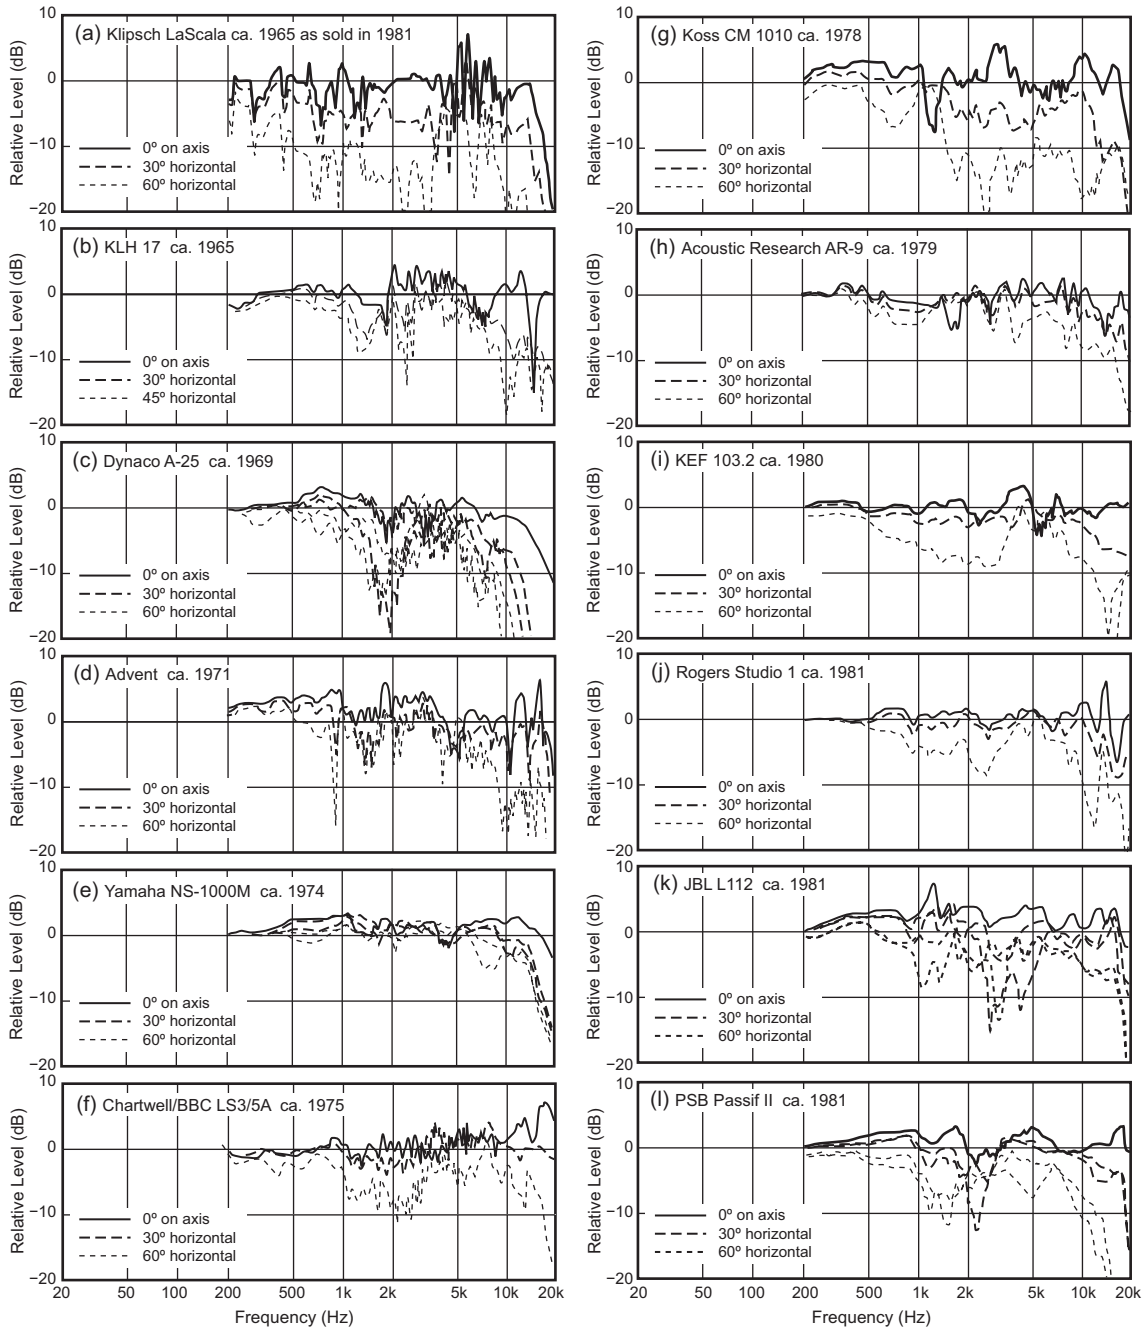 10
0
−10
−20
Relative Level (dB)
(a) Klipsch LaScala ca. 1965 as sold in 1981
0º on axis
30º horizontal
60º horizontal
10
0
−10
−20
Relative Level (dB)
(b) KLH 17 ca. 1965
0º on axis
30º horizontal
45º horizontal
10
0
−10
−20
Relative Level (dB)
(c) Dynaco A-25 ca. 1969
0º on axis
30º horizontal
60º horizontal
10
0
−10
−20
Relative Level (dB)
(d) Advent ca. 1971
0º on axis
30º horizontal
60º horizontal
10
0
−10
−20
Relative Level (dB)
(e) Yamaha NS-1000M ca. 1974
0º on axis
30º horizontal
60º horizontal
10
0
−10
−20
Relative Level (dB)
(f) Chartwell/BBC LS3/5A ca. 1975
0º on axis
30º horizontal
60º horizontal
20 50 100 200 500 1k 2k 5k 10k 20k
Frequency (Hz)
10
0
−10
−20
Relative Level (dB)
(g) Koss CM 1010 ca. 1978
0º on axis
30º horizontal
60º horizontal
10
0
−10
−20
Relative Level (dB)
(h) Acoustic Research AR-9 ca. 1979
0º on axis
30º horizontal
60º horizontal
10
0
−10
−20
Relative Level (dB)
(i) KEF 103.2 ca. 1980
0º on axis
30º horizontal
60º horizontal
10
0
−10
−20
Relative Level (dB)
(j) Rogers Studio 1 ca. 1981
0º on axis
30º horizontal
60º horizontal
10
0
−10
−20
Relative Level (dB)
(k) JBL L112 ca. 1981
0º on axis
30º horizontal
60º horizontal
10
0
−10
−20
Relative Level (dB)
(l) PSB Passif II ca. 1981
0º on axis
30º horizontal
60º horizontal
20 50 100 200 500 1k 2k 5k 10k 20k
Frequency (Hz)